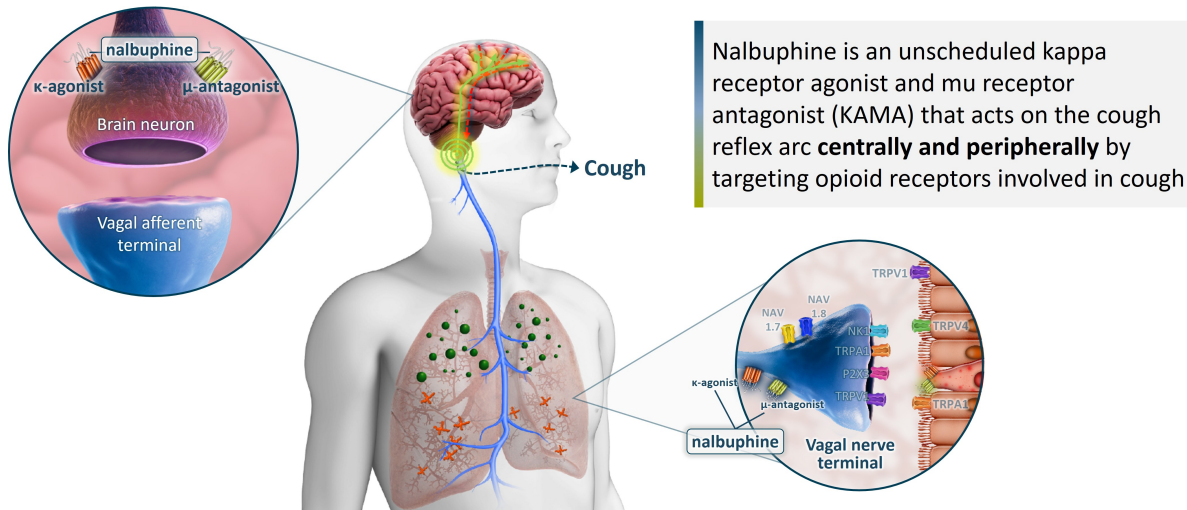 nalbuphine
κ-agonist
μ-antagonist
Brain neuron
Vagal afferent
terminal
Cough
Nalbuphine is an unscheduled kappa
receptor agonist and mu receptor
antagonist (KAMA) that acts on the cough
reflex arc centrally and peripherally by
targeting opioid receptors involved in cough
TRPV1
NAV
1.7
NAV
1.8
NK1
TRPV4
TRPA1
P2X3
TRPV1
TRPA1
κ-agonist
μ-antagonist
nalbuphine
Vagal nerve
terminal